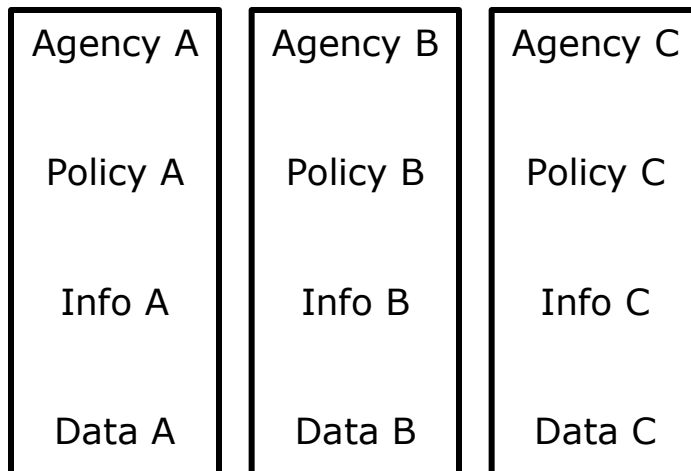 Agency A
Policy A
Info A
Data A
Agency B
Policy B
Info B
Data B
Agency C
Policy C
Info C
Data C